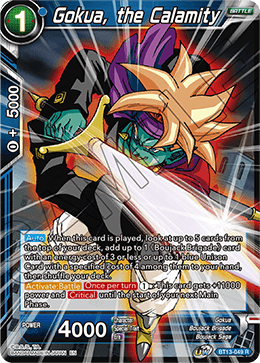 1
Gokua, the Calamity
BATTLE
+ 5000
Auto When this card is played, look at up to 5 cards from
the top of your deck, add up to 1 《Boujack Brigade》 card
with an energy cost of 3 or less or up to 1 blue Unison
Card with a specified cost of 4 among them to your hand,
then shuffle your deck.
Activate:Battle Once per turn 1 : This card gets +11000
power and Critical until the start of your next Main
Phase.
POWER
4000
BT13-049 R
Gokua
Boujack Brigade
Boujack Saga